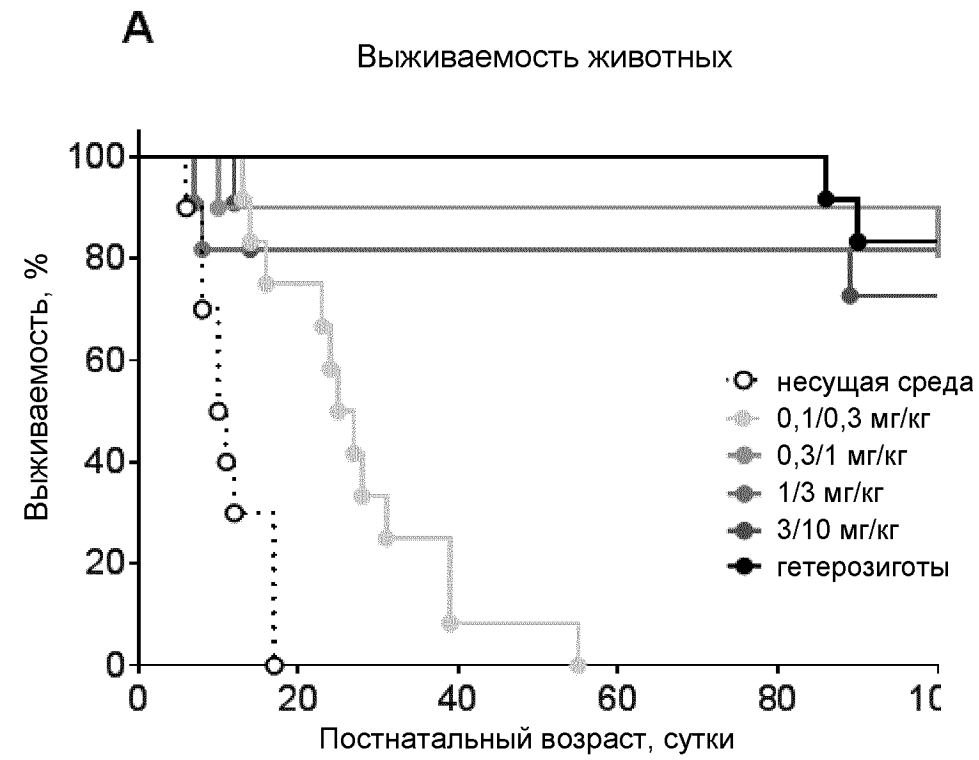 A
Выживаемость животных
Выживаемость, %
100
80
60
40
20
0
несущая среда
0,1/0,3 мг/кг
0,3/1 мг/кг
1/3 мг/кг
3/10 мг/кг
гетерозиготы
0 20 40 60 80 10
Постнатальный возраст, сутки